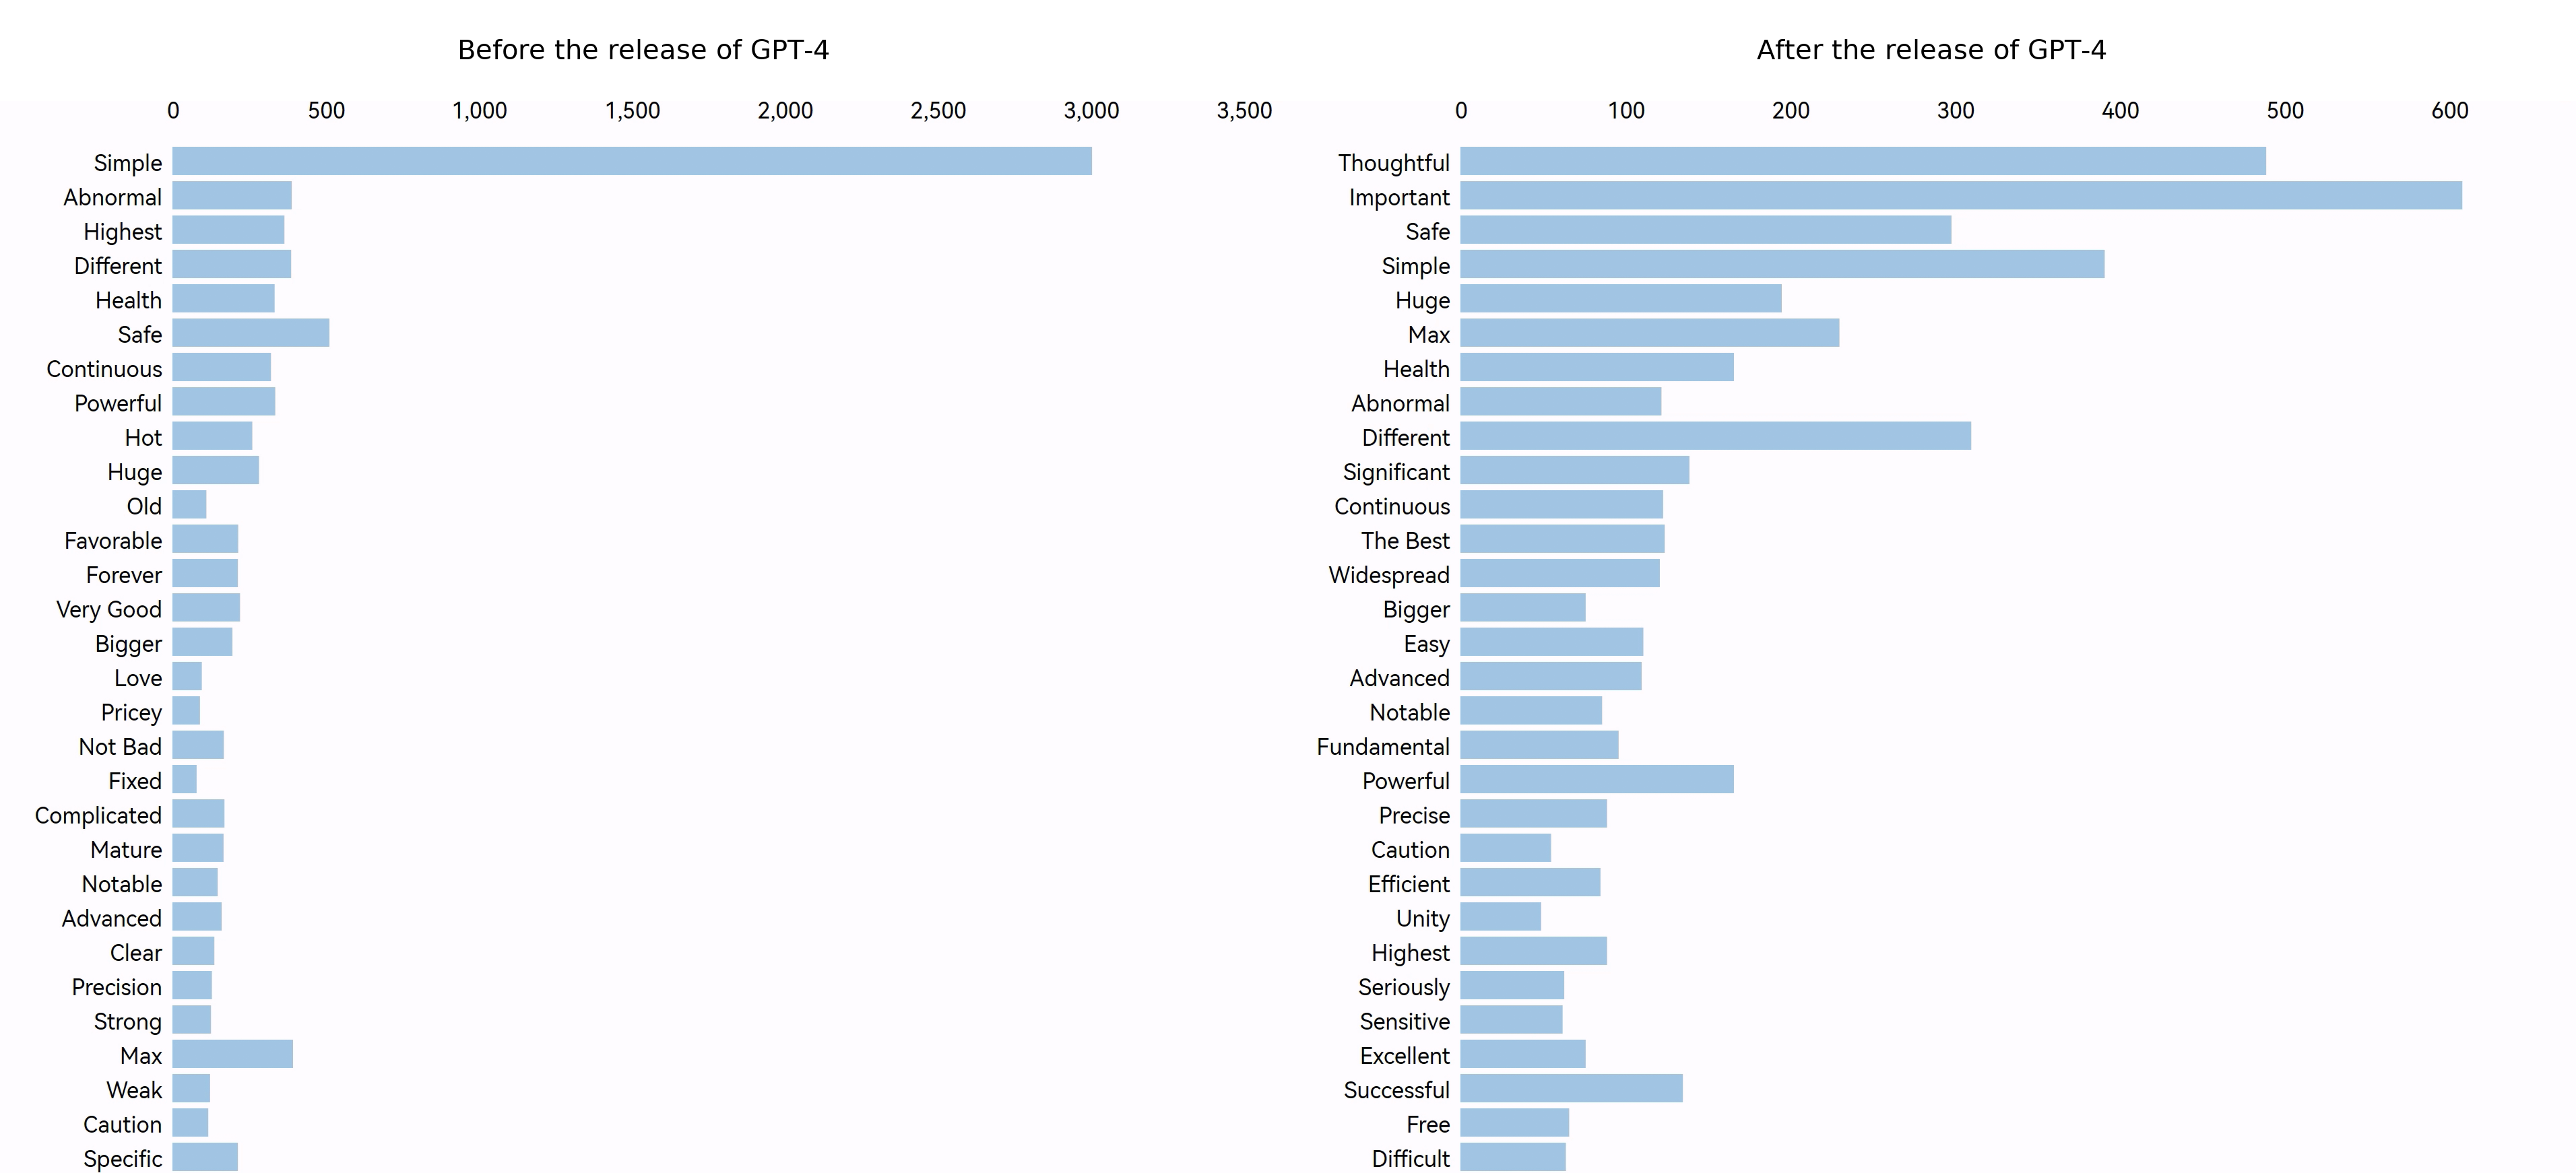 Before the release of GPT-4
0 500 1,000 1,500 2,000 2,500 3,000 3,500
Simple
Abnormal
Highest
Different
Health
Safe
Continuous
Powerful
Hot
Huge
Old
Favorable
Forever
Very Good
Bigger
Love
Pricey
Not Bad
Fixed
Complicated
Mature
Notable
Advanced
Clear
Precision
Strong
Max
Weak
Caution
Specific
After the release of GPT-4
0 100 200 300 400 500 600
Thoughtful
Important
Safe
Simple
Huge
Max
Health
Abnormal
Different
Significant
Continuous
The Best
Widespread
Bigger
Easy
Advanced
Notable
Fundamental
Powerful
Precise
Caution
Efficient
Unity
Highest
Seriously
Sensitive
Excellent
Successful
Free
Difficult